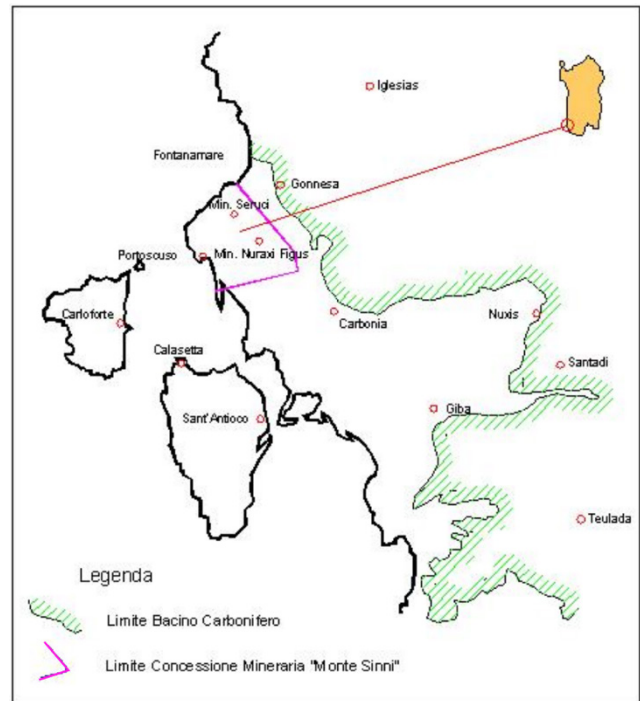 Iglesias
Fontanamare
Gonnesa
Min. Seruci
Portoscuso
Min. Nuraxi Figus
Carloforte
Carbonia
Nuxis
Calasetta
Santadi
Sant'Antioco
Giba
Teulada
Legenda
Limite Bacino Carbonifero
Limite Concessione Mineraria "Monte Sinni"